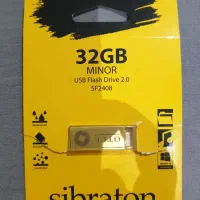 32GB
MINOR
USB Flash Drive 2.0
SF2408
sibraton